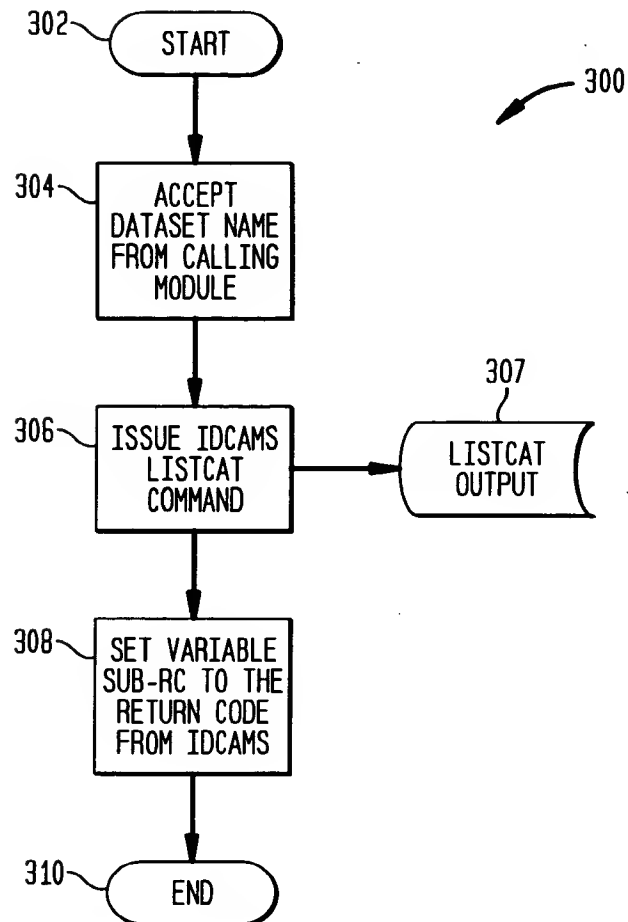 302
START
300
304
ACCEPT
DATASET NAME
FROM CALLING
MODULE
307
306
ISSUE IDCAMS
LISTCAT
COMMAND
LISTCAT
OUTPUT
308
SET VARIABLE
SUB-RC TO THE
RETURN CODE
FROM IDCAMS
310
END